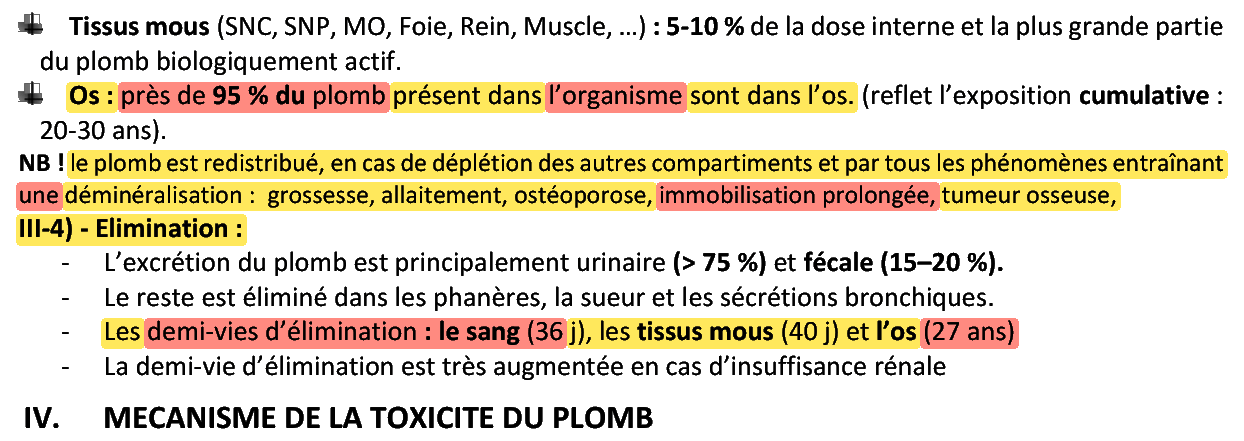 Tissus mous (SNC, SNP, MO, Foie, Rein, Muscle, …) : 5-10 % de la dose interne et la plus grande partie
du plomb biologiquement actif.
Os : près de 95 % du plomb présent dans l’organisme sont dans l’os. (reflet l’exposition cumulative :
20-30 ans).
NB ! le plomb est redistribué, en cas de déplétion des autres compartiments et par tous les phénomènes entraînant
une déminéralisation : grossesse, allaitement, ostéoporose, immobilisation prolongée, tumeur osseuse,
III-4) - Elimination :
- L’excrétion du plomb est principalement urinaire (> 75 %) et fécale (15–20 %).
- Le reste est éliminé dans les phanères, la sueur et les sécrétions bronchiques.
- Les demi-vies d’élimination : le sang (36 j), les tissus mous (40 j) et l’os (27 ans)
- La demi-vie d’élimination est très augmentée en cas d’insuffisance rénale
IV. MECANISME DE LA TOXICITE DU PLOMB